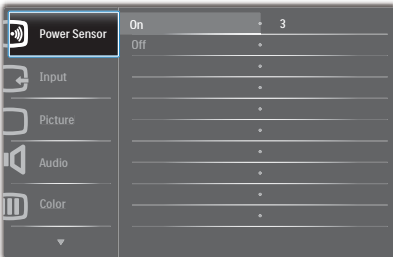 Power Sensor
On 3
Off
Input
Picture
Audio
Color